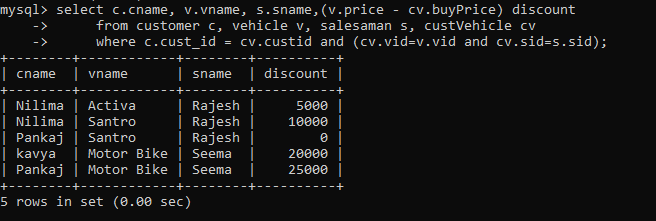 mysql> select c.cname, v.vname, s.sname,(v.price - cv.buyPrice) discount
    ->      from customer c, vehicle v, salesaman s, custVehicle cv
    ->      where c.cust_id = cv.custid and (cv.vid=v.vid and cv.sid=s.sid);
+--------+------------+--------+----------+
| cname  | vname      | sname  | discount |
+--------+------------+--------+----------+
| Nilima | Activa     | Rajesh |     5000 |
| Nilima | Santro     | Rajesh |    10000 |
| Pankaj | Santro     | Rajesh |        0 |
| kavya  | Motor Bike | Seema  |    20000 |
| Pankaj | Motor Bike | Seema  |    25000 |
+--------+------------+--------+----------+
5 rows in set (0.00 sec)